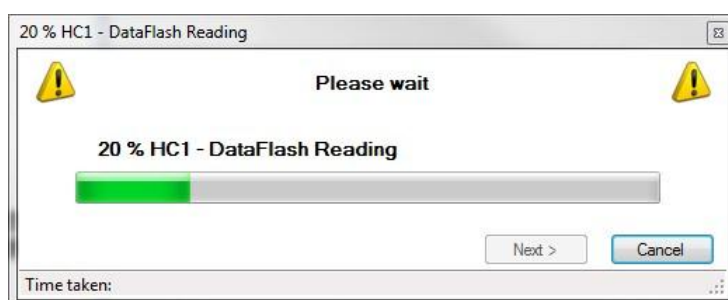 20 % HC1 - DataFlash Reading
Please wait
20 % HC1 - DataFlash Reading
Next >
Cancel
Time taken: